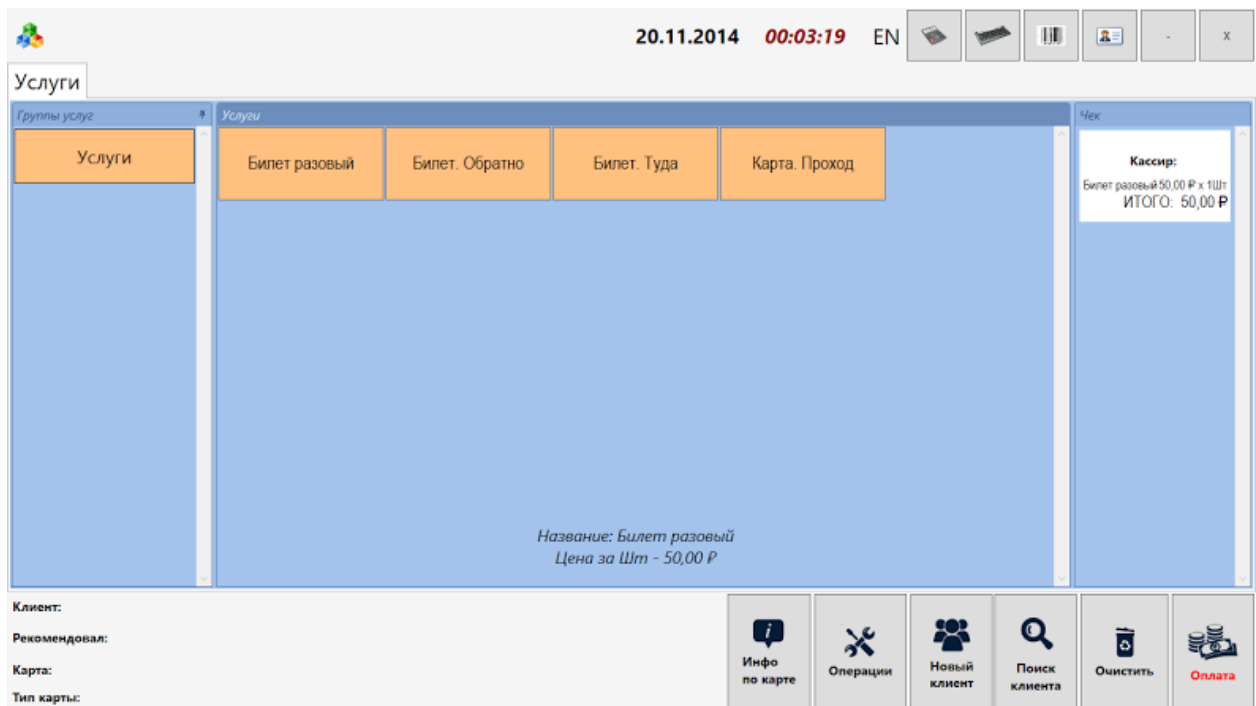 20.11.2014 00:03:19 EN - X
Услуги
Группы услуг
Услуги
Чек
Услуги
Билет разовый
Билет. Обратно
Билет. Туда
Карта. Проход
Кассир:
Билет разовый 50,00 ₽ x 1Шт
ИТОГО: 50,00 ₽
Название: Билет разовый
Цена за Шт - 50,00 ₽
Клиент:
Рекомендовал:
Карта:
Тип карты:
Инфо
по карте
Операции
Новый
клиент
Поиск
клиента
Очистить
Оплата